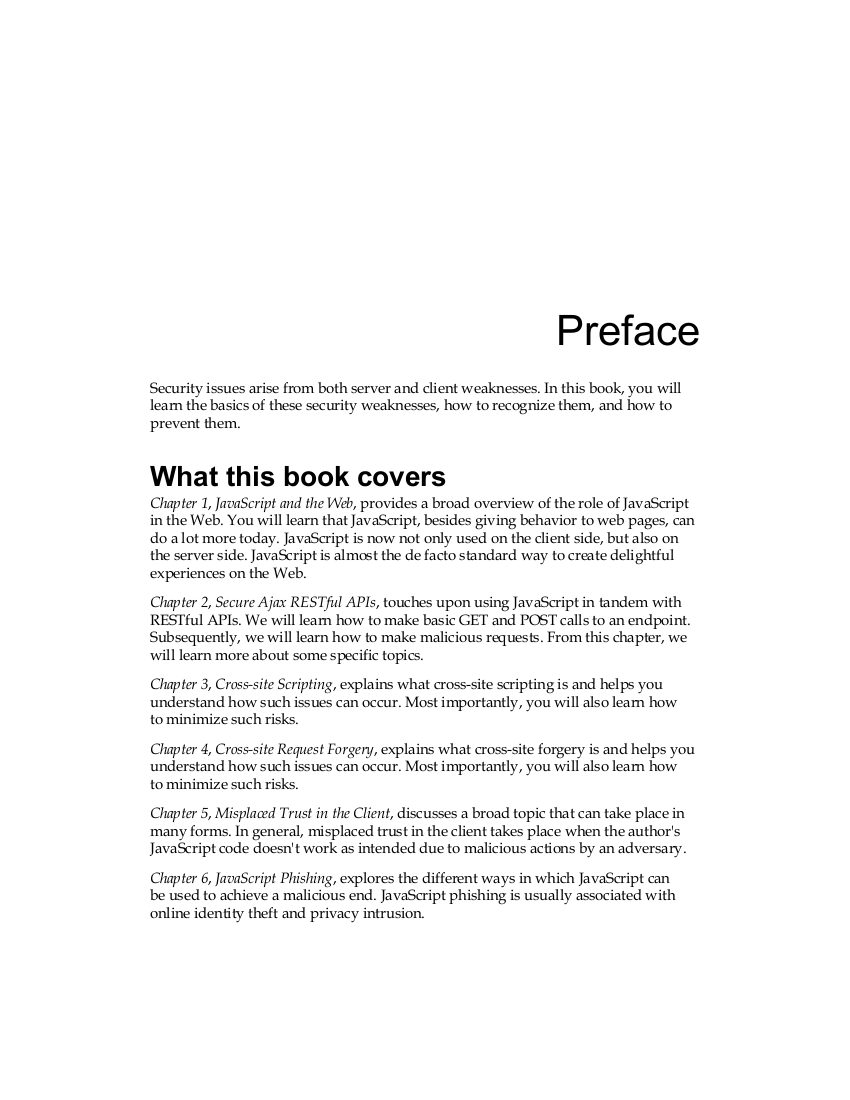 Preface
Security issues arise from both server and client weaknesses. In this book, you will
learn the basics of these security weaknesses, how to recognize them, and how to
prevent them.
What this book covers
Chapter 1, JavaScript and the Web, provides a broad overview of the role of JavaScript
in the Web. You will learn that JavaScript, besides giving behavior to web pages, can
do a lot more today. JavaScript is now not only used on the client side, but also on
the server side. JavaScript is almost the de facto standard way to create delightful
experiences on the Web.
Chapter 2, Secure Ajax RESTful APIs, touches upon using JavaScript in tandem with
RESTful APIs. We will learn how to make basic GET and POST calls to an endpoint.
Subsequently, we will learn how to make malicious requests. From this chapter, we
will learn more about some specific topics.
Chapter 3, Cross-site Scripting, explains what cross-site scripting is and helps you
understand how such issues can occur. Most importantly, you will also learn how
to minimize such risks.
Chapter 4, Cross-site Request Forgery, explains what cross-site forgery is and helps you
understand how such issues can occur. Most importantly, you will also learn how
to minimize such risks.
Chapter 5, Misplaced Trust in the Client, discusses a broad topic that can take place in
many forms. In general, misplaced trust in the client takes place when the author's
JavaScript code doesn't work as intended due to malicious actions by an adversary.
Chapter 6, JavaScript Phishing, explores the different ways in which JavaScript can
be used to achieve a malicious end. JavaScript phishing is usually associated with
online identity theft and privacy intrusion.